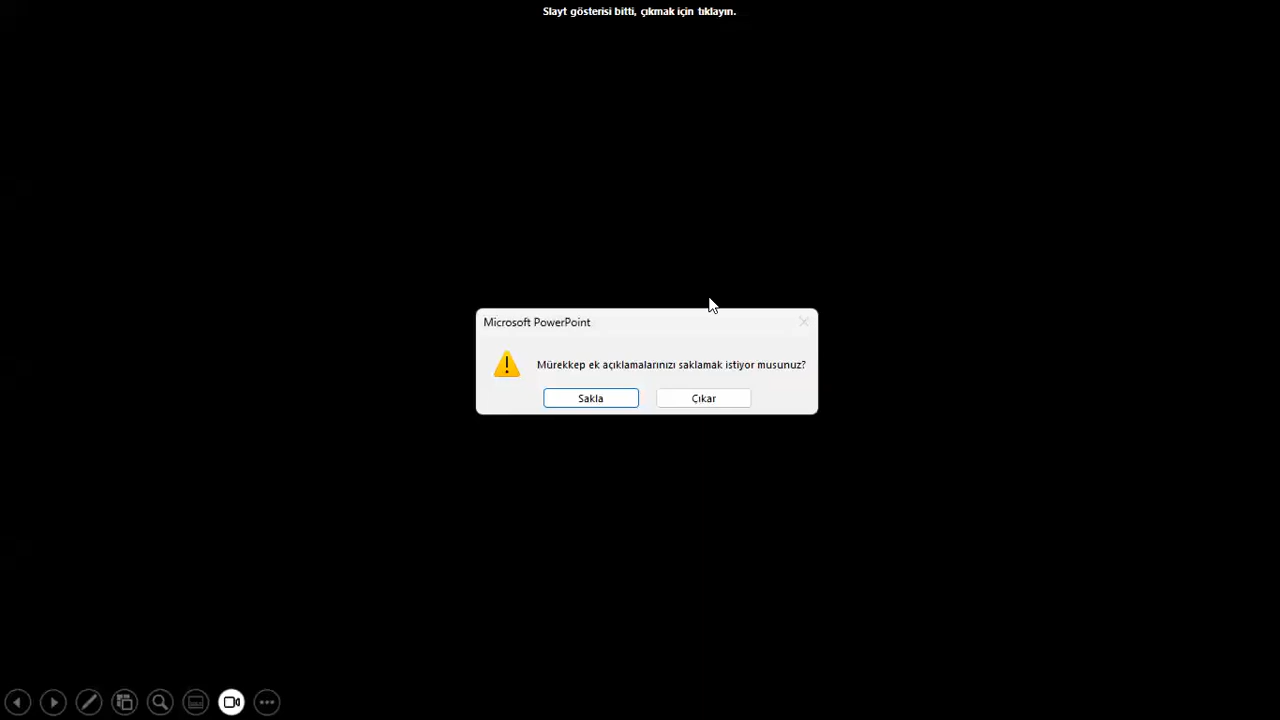 Slayt gösterisi bitti, çıkmak için tıklayın.
Microsoft PowerPoint
Mürekkep ek açıklamalarınızı saklamak istiyor musunuz?
Sakla
Çıkar